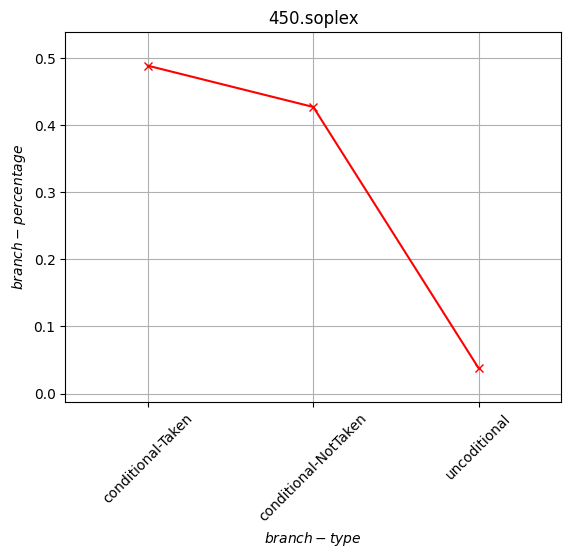 450.soplex
branch - percentage
0.5
0.4
0.3
0.2
0.1
0.0
conditional-Taken
conditional-NotTaken
uncoditional
branch - type